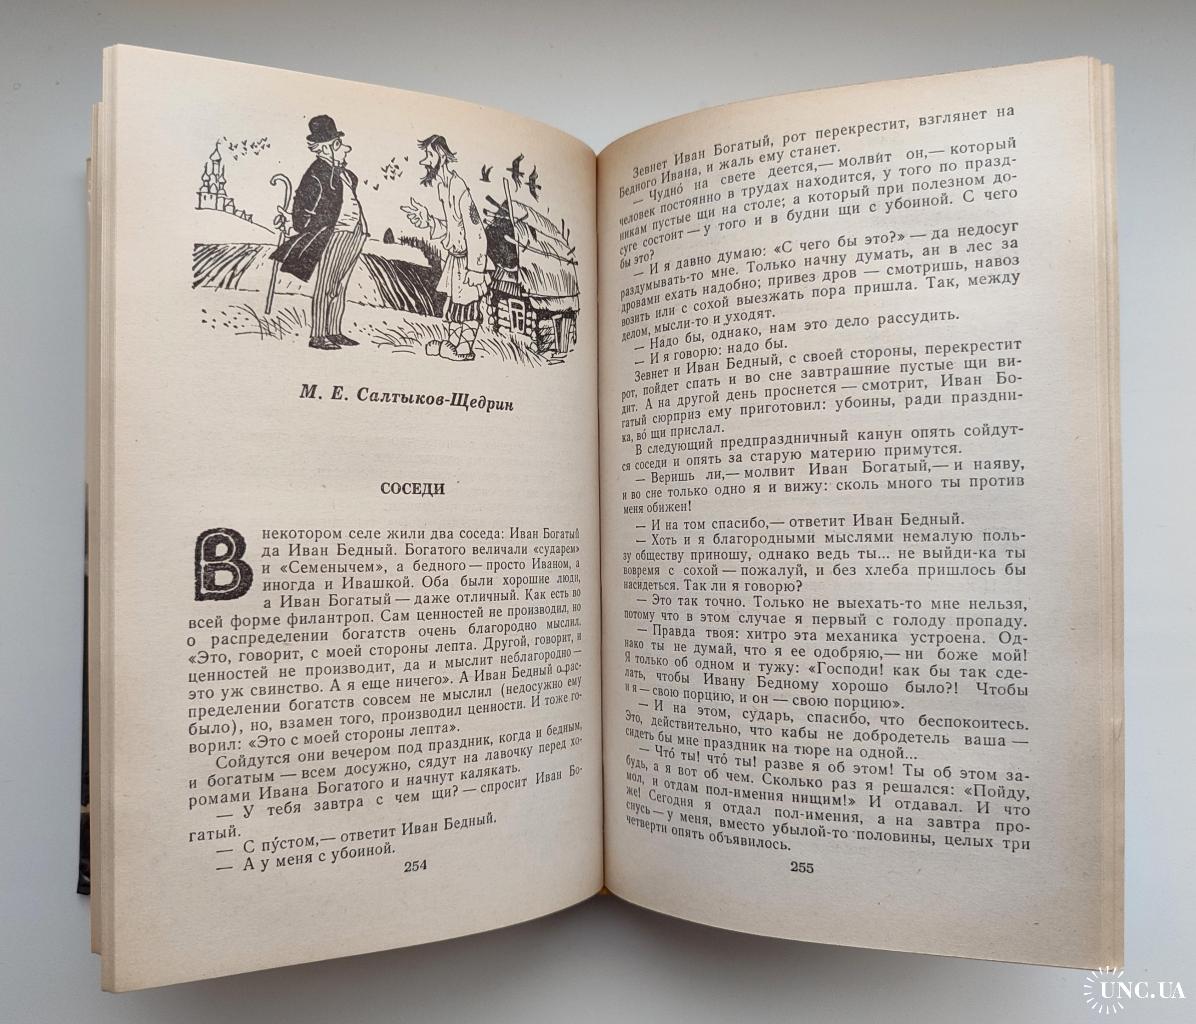 М. Е. Салтыков-Щедрин
СОСЕДИ
В некотором селе жили два соседа: Иван Богатый
да Иван Бедный. Богатого величали «сударем»
и «Семенычем», а бедного — просто Иваном, а
иногда и Ивашкой. Оба были хорошие люди,
а Иван Богатый — даже отличный. Как есть во
всей форме филантроп. Сам ценностей не производил, но
о распределении богатств очень благородно мыслил.
«Это, говорит, с моей стороны лепта. Другой, говорит, и
ценностей не производит, да и мыслит неблагородно —
это уж свинство. А я еще ничего». А Иван Бедный о рас-
пределении богатств совсем не мыслил (недосужно ему
было), но, взамен того, производил ценности. И тоже го-
ворил: «Это с моей стороны лепта».
Сойдутся они вечером под праздник, когда и бедным,
и богатым — всем досужно, сядут на лавочку перед хо-
ромами Ивана Богатого и начнут калякать.
— У тебя завтра с чем щи? — спросит Иван Бо-
гатый.
— С пу́стом,— ответит Иван Бедный.
— А у меня с убоиной.
254
Зевнет Иван Богатый, рот перекрестит, взглянет на
Бедного Ивана, и жаль ему станет.
— Чудно́ на свете деется,— молвит он,— который
человек постоянно в трудах находится, у того по празд-
никам пустые щи на столе; а который при полезном до-
суге состоит — у того и в будни щи с убоиной. С чего
бы это?
— И я давно думаю: «С чего бы это?» — да недосуг
раздумывать-то мне. Только начну думать, ан в лес за
дровами ехать надобно; привез дров — смотришь, навоз
возить или с сохой выезжать пора пришла. Так, между
делом, мысли-то и уходят.
— Надо бы, однако, нам это дело рассудить.
— И я говорю: надо бы.
Зевнет и Иван Бедный, с своей стороны, перекрестит
рот, пойдет спать и во сне завтрашние пустые щи ви-
дит. А на другой день проснется — смотрит, Иван Бо-
гатый сюрприз ему приготовил: убоины, ради праздни-
ка, во́ щи прислал.
В следующий предпраздничный канун опять сойдут-
ся соседи и опять за старую материю примутся.
— Веришь ли,— молвит Иван Богатый,— и наяву,
и во сне только одно я и вижу: сколь много ты против
меня обижен!
— И на том спасибо,— ответит Иван Бедный.
— Хоть и я благородными мыслями немалую поль-
зу обществу приношу, однако ведь ты... не выйди-ка ты
вовремя с сохой — пожалуй, и без хлеба пришлось бы
насидеться. Так ли я говорю?
— Это так точно. Только не выехать-то мне нельзя,
потому что в этом случае я первый с голоду пропаду.
— Правда твоя: хитро эта механика устроена. Од-
нако ты не думай, что я ее одобряю,— ни боже мой!
Я только об одном и тужу: «Господи! как бы так сде-
лать, чтобы Ивану Бедному хорошо было?! Чтобы
и я — свою порцию, и он — свою порцию».
— И на этом, сударь, спасибо, что беспокоитесь.
Это, действительно, что кабы не добродетель ваша —
сидеть бы мне праздник на тюре на одной...
— Что́ ты! что́ ты! разве я об этом! Ты об этом за-
будь, а я вот об чем. Сколько раз я решался: «Пойду,
мол, и отдам пол-имения нищим!» И отдавал. И что
же! Сегодня я отдал пол-имения, а на завтра про-
снусь — у меня, вместо убылой-то половины, целых три
четверти опять объявилось.
255
UNC.UA